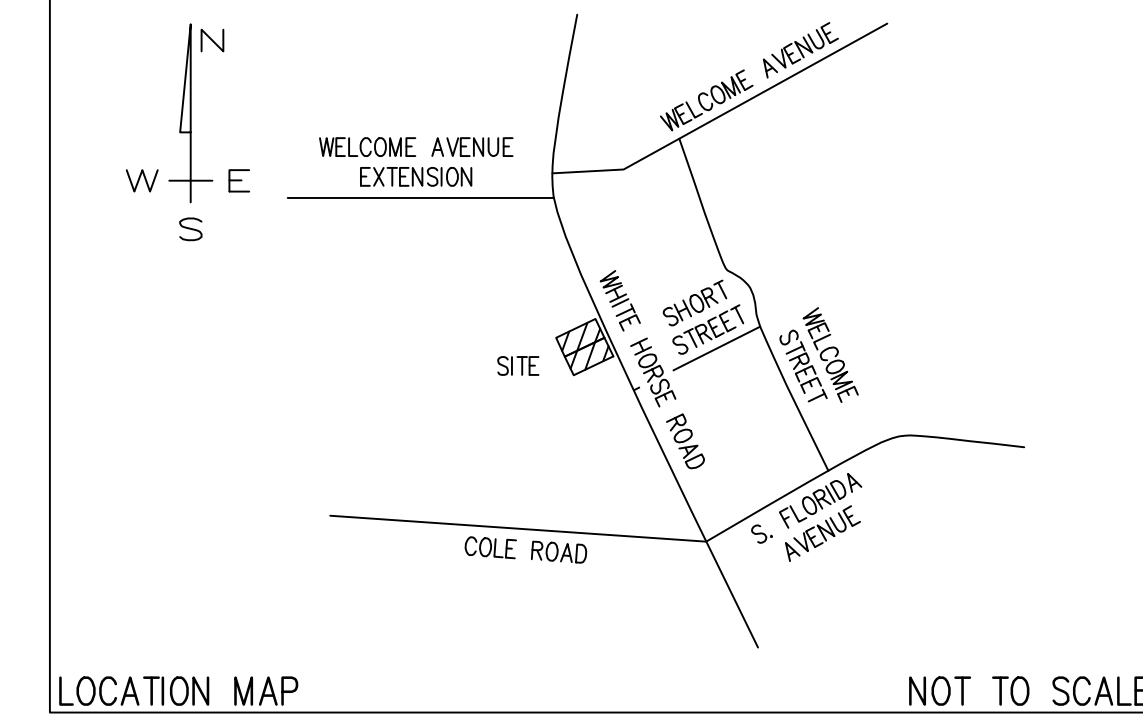 N
W E
S
WELCOME AVENUE
EXTENSION
WELCOME AVENUE
WHITE HORSE ROAD
SHORT
STREET
WELCOME
STREET
SITE
S. FLORIDA
AVENUE
COLE ROAD
LOCATION MAP
NOT TO SCALE